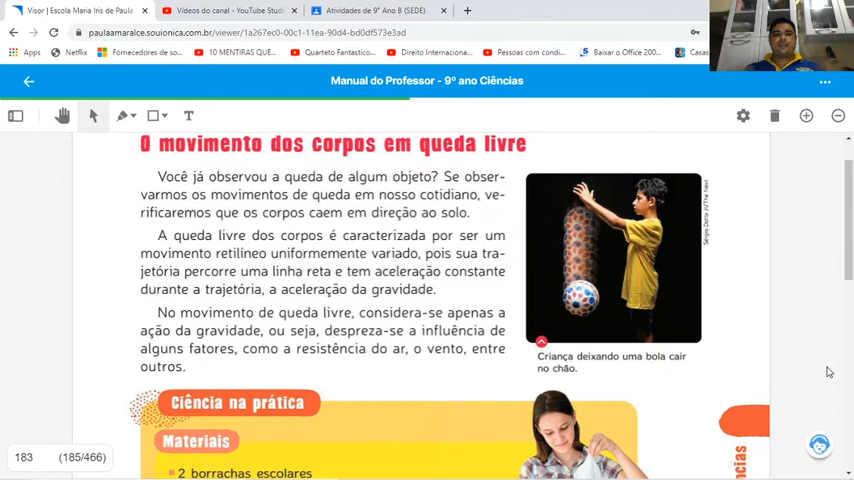 Visor | Escola Maria Iris de Paula
Vídeos do canal - YouTube Studi
Atividades de 9° Ano B (SEDE)
paulaamaralce.souionica.com.br/viewer/1a267ec0-00c1-11ea-90d4-bd0df573e3ad
Apps
Netflix
Fornecedores de so...
10 MENTIRAS QUE...
Quarteto Fantastico...
Direito Internacional...
Pessoas com condi...
Baixar o Office 200...
Casas
Manual do Professor - 9º ano Ciências
O movimento dos corpos em queda livre
Você já observou a queda de algum objeto? Se obser-
varmos os movimentos de queda em nosso cotidiano, ve-
rificaremos que os corpos caem em direção ao solo.
A queda livre dos corpos é caracterizada por ser um
movimento retilíneo uniformemente variado, pois sua tra-
jetória percorre uma linha reta e tem aceleração constante
durante a trajetória, a aceleração da gravidade.
No movimento de queda livre, considera-se apenas a
ação da gravidade, ou seja, despreza-se a influência de
alguns fatores, como a resistência do ar, o vento, entre
outros.
Criança deixando uma bola cair
no chão.
Ciência na prática
Materiais
2 borrachas escolares
ncias
183
(185/466)